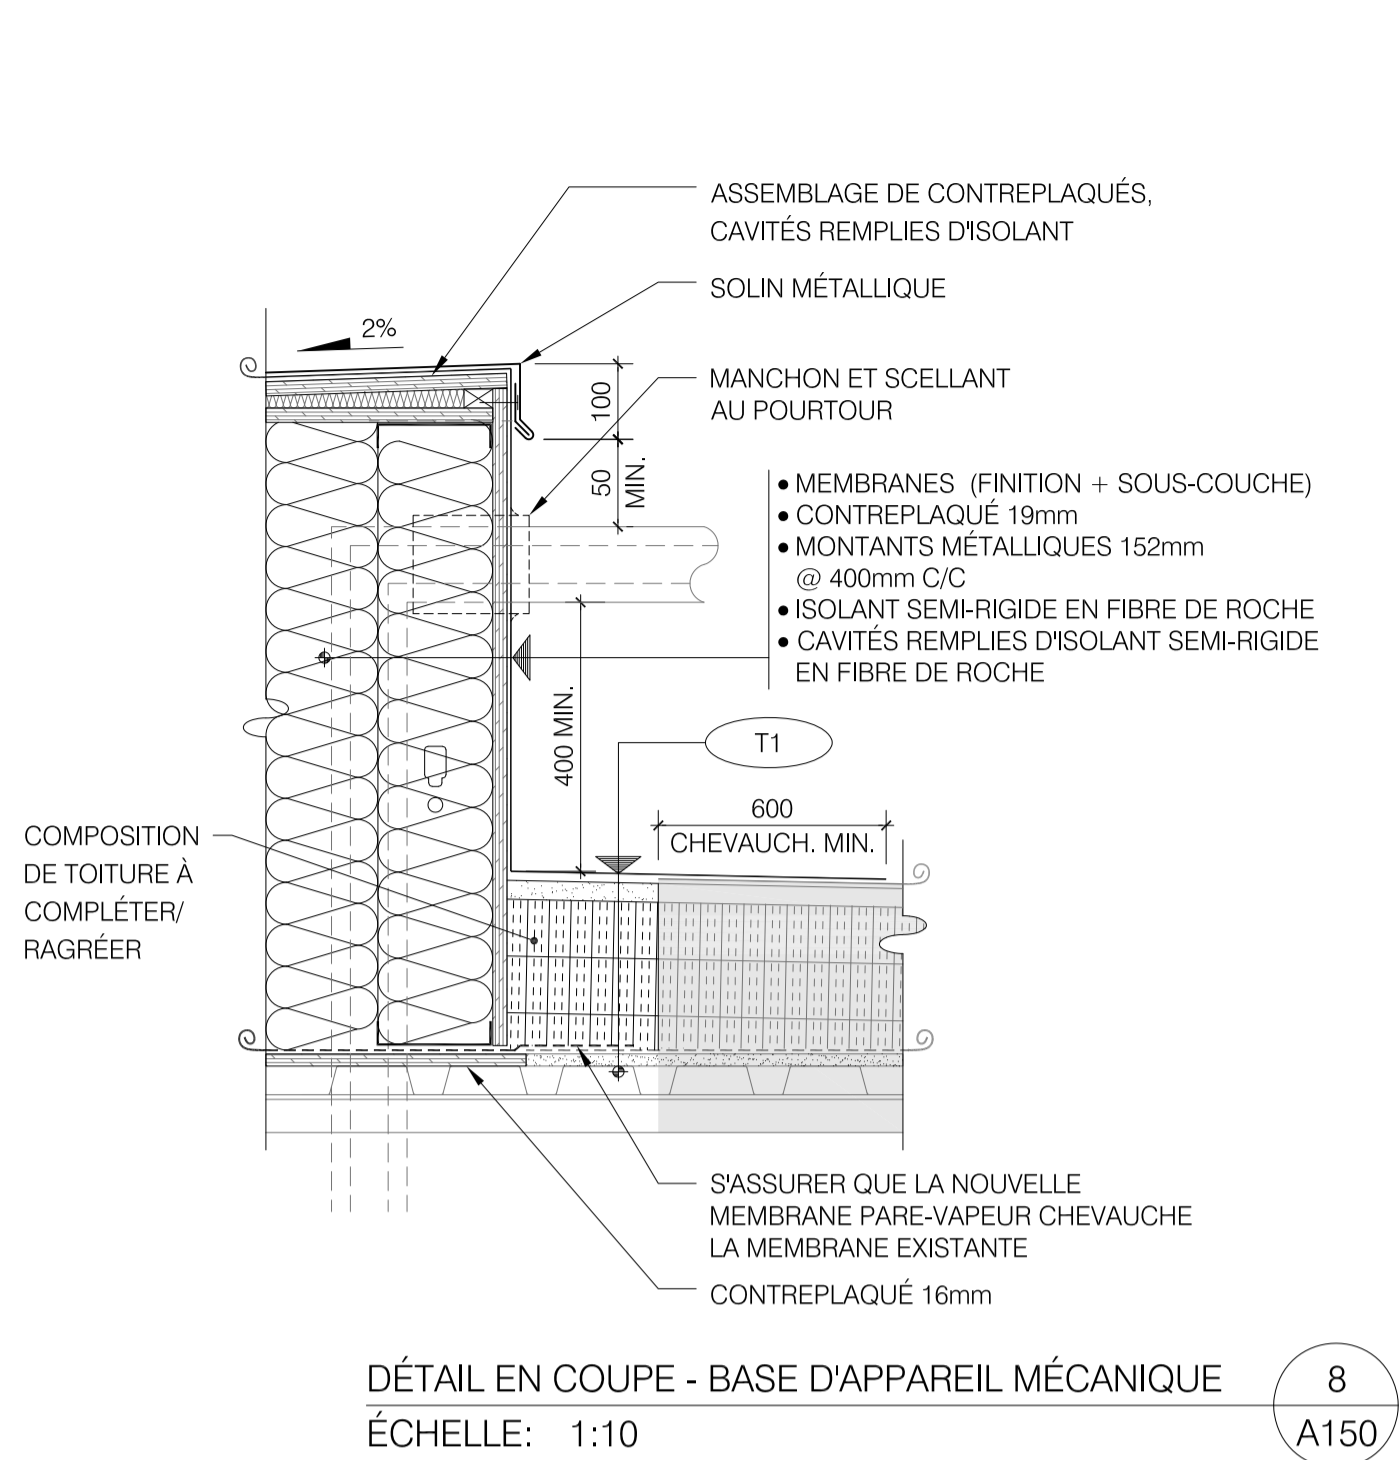 ASSEMBLAGE DE CONTREPLAQUÉS,
CAVITÉS REMPLIES D'ISOLANT
SOLIN MÉTALLIQUE
2%
MANCHON ET SCELLANT
AU POURTOUR
100
50
MIN.
• MEMBRANES (FINITION + SOUS-COUCHE)
• CONTREPLAQUÉ 19mm
• MONTANTS MÉTALLIQUES 152mm
@ 400mm C/C
• ISOLANT SEMI-RIGIDE EN FIBRE DE ROCHE
• CAVITÉS REMPLIES D'ISOLANT SEMI-RIGIDE
EN FIBRE DE ROCHE
400 MIN.
T1
600
CHEVAUCH. MIN.
COMPOSITION
DE TOITURE À
COMPLÉTER/
RAGRÉER
S'ASSURER QUE LA NOUVELLE
MEMBRANE PARE-VAPEUR CHEVAUCHE
LA MEMBRANE EXISTANTE
CONTREPLAQUÉ 16mm
DÉTAIL EN COUPE - BASE D'APPAREIL MÉCANIQUE
ÉCHELLE: 1:10
8
A150